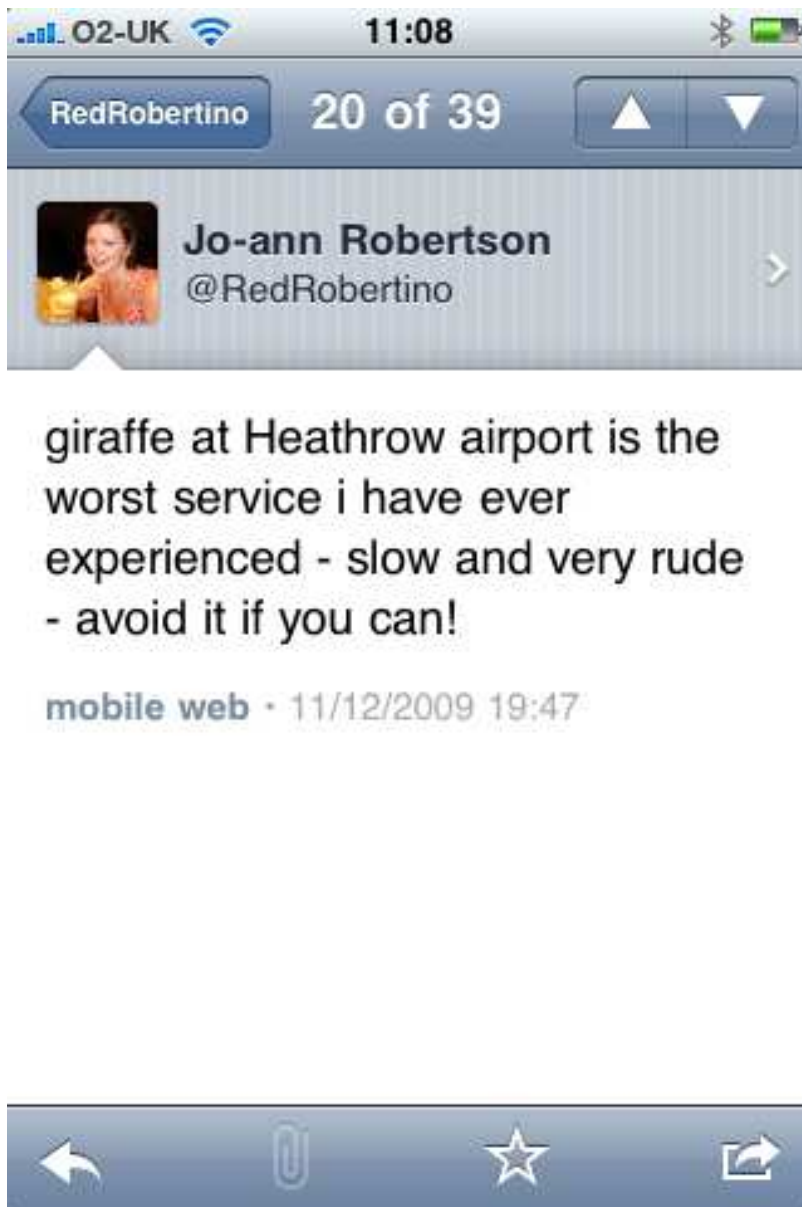 O2-UK 11:08
RedRobertino 20 of 39
Jo-ann Robertson
@RedRobertino
giraffe at Heathrow airport is the
worst service i have ever
experienced - slow and very rude
- avoid it if you can!
mobile web • 11/12/2009 19:47